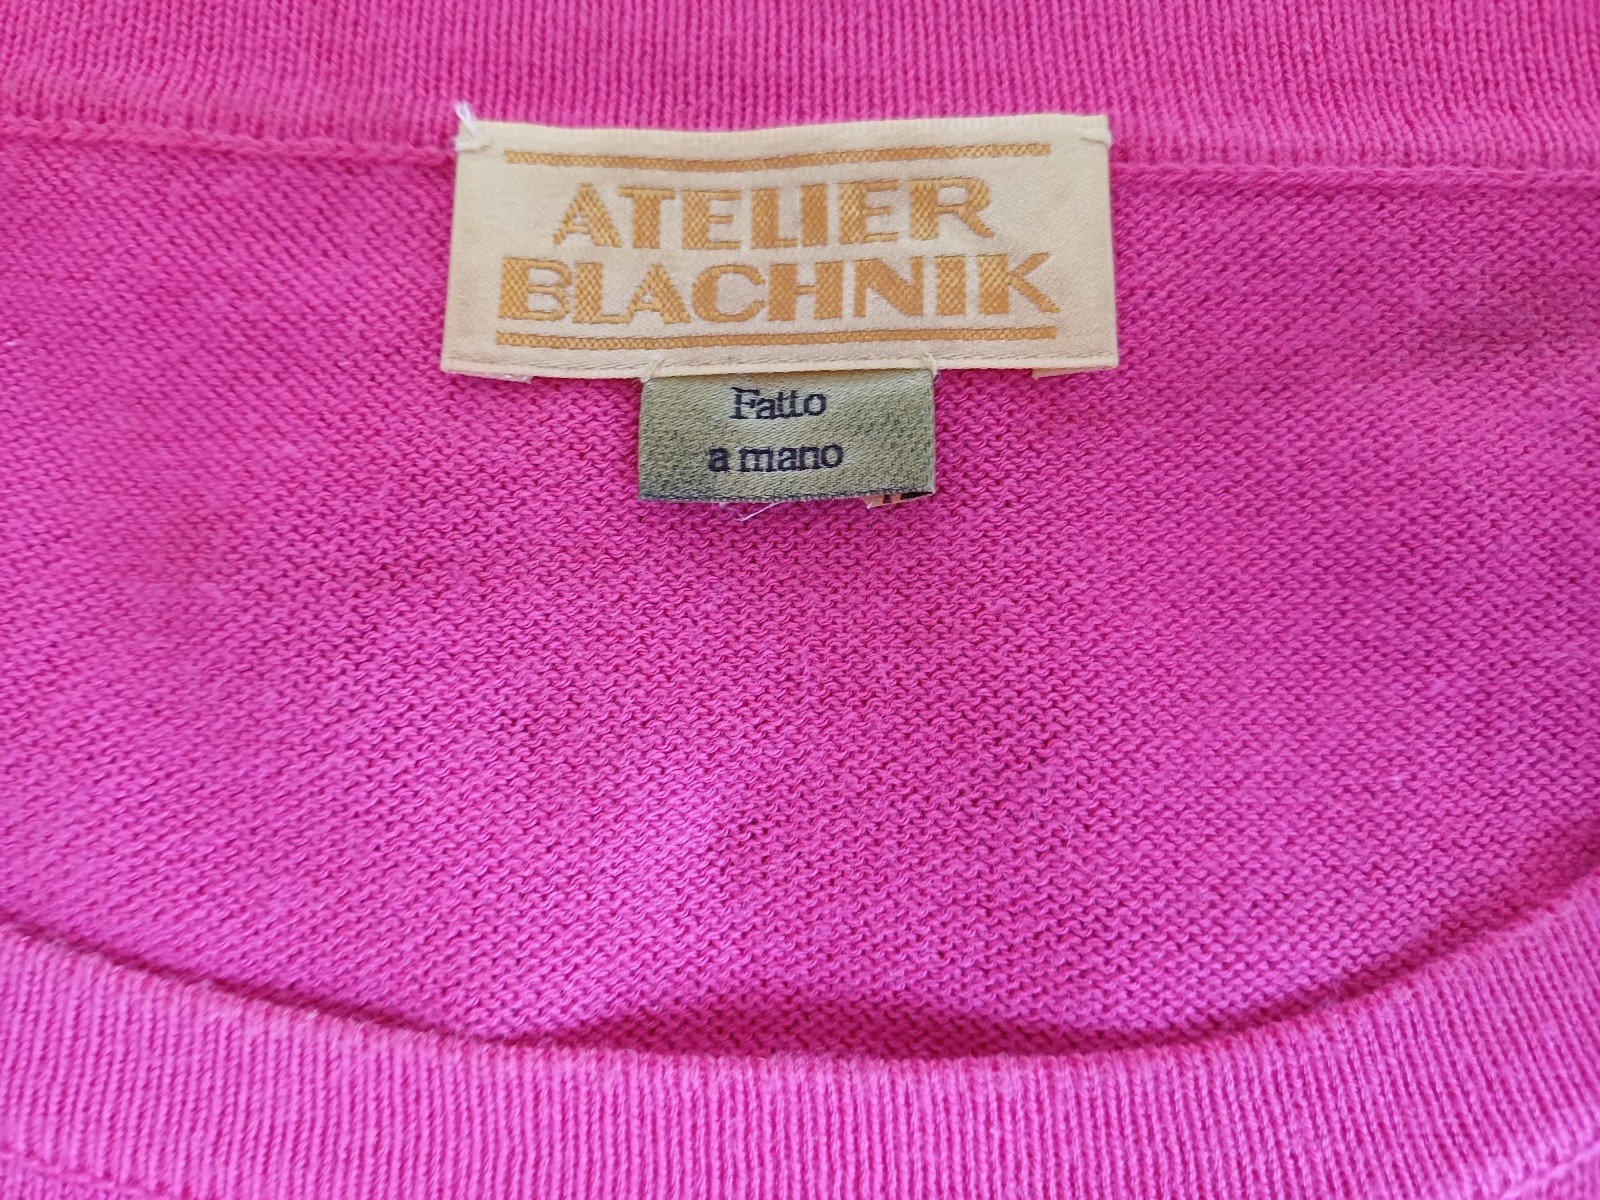 ATELIER
BLACHNIK
Fatto
a mano